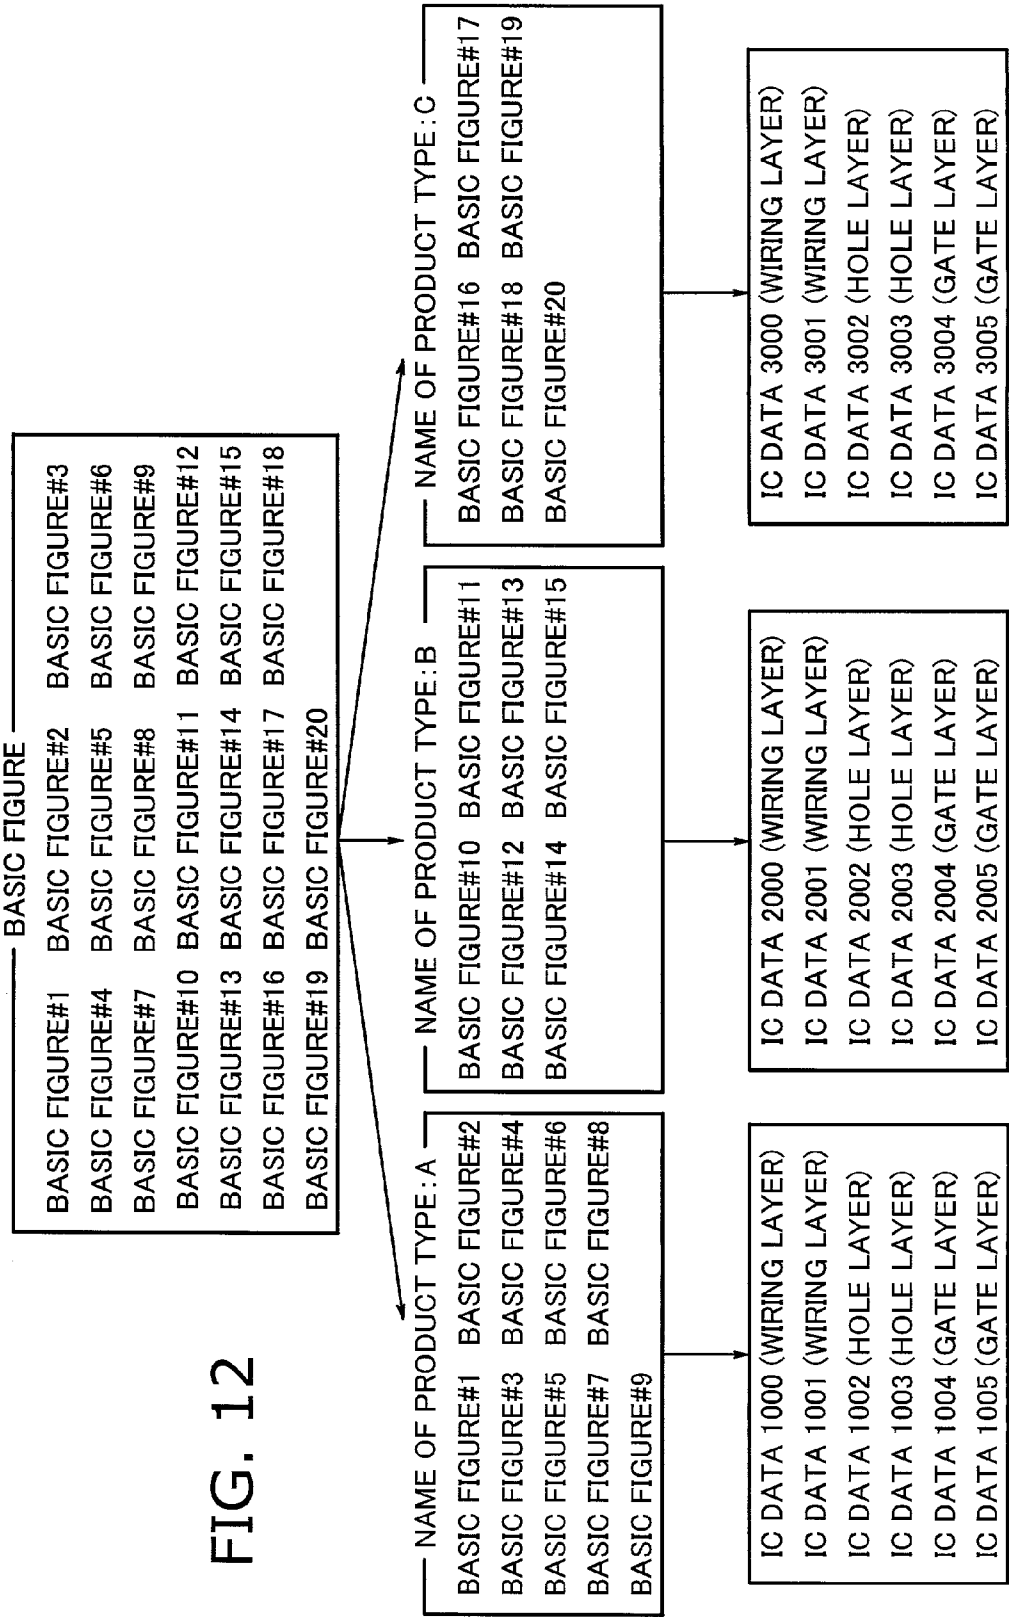 FIG. 12
BASIC FIGURE
BASIC FIGURE#1 BASIC FIGURE#2 BASIC FIGURE#3
BASIC FIGURE#4 BASIC FIGURE#5 BASIC FIGURE#6
BASIC FIGURE#7 BASIC FIGURE#8 BASIC FIGURE#9
BASIC FIGURE#10 BASIC FIGURE#11 BASIC FIGURE#12
BASIC FIGURE#13 BASIC FIGURE#14 BASIC FIGURE#15
BASIC FIGURE#16 BASIC FIGURE#17 BASIC FIGURE#18
BASIC FIGURE#19 BASIC FIGURE#20
NAME OF PRODUCT TYPE:A
BASIC FIGURE#1 BASIC FIGURE#2
BASIC FIGURE#3 BASIC FIGURE#4
BASIC FIGURE#5 BASIC FIGURE#6
BASIC FIGURE#7 BASIC FIGURE#8
BASIC FIGURE#9
NAME OF PRODUCT TYPE:B
BASIC FIGURE#10 BASIC FIGURE#11
BASIC FIGURE#12 BASIC FIGURE#13
BASIC FIGURE#14 BASIC FIGURE#15
NAME OF PRODUCT TYPE:C
BASIC FIGURE#16 BASIC FIGURE#17
BASIC FIGURE#18 BASIC FIGURE#19
BASIC FIGURE#20
IC DATA 1000 (WIRING LAYER)
IC DATA 1001 (WIRING LAYER)
IC DATA 1002 (HOLE LAYER)
IC DATA 1003 (HOLE LAYER)
IC DATA 1004 (GATE LAYER)
IC DATA 1005 (GATE LAYER)
IC DATA 2000 (WIRING LAYER)
IC DATA 2001 (WIRING LAYER)
IC DATA 2002 (HOLE LAYER)
IC DATA 2003 (HOLE LAYER)
IC DATA 2004 (GATE LAYER)
IC DATA 2005 (GATE LAYER)
IC DATA 3000 (WIRING LAYER)
IC DATA 3001 (WIRING LAYER)
IC DATA 3002 (HOLE LAYER)
IC DATA 3003 (HOLE LAYER)
IC DATA 3004 (GATE LAYER)
IC DATA 3005 (GATE LAYER)